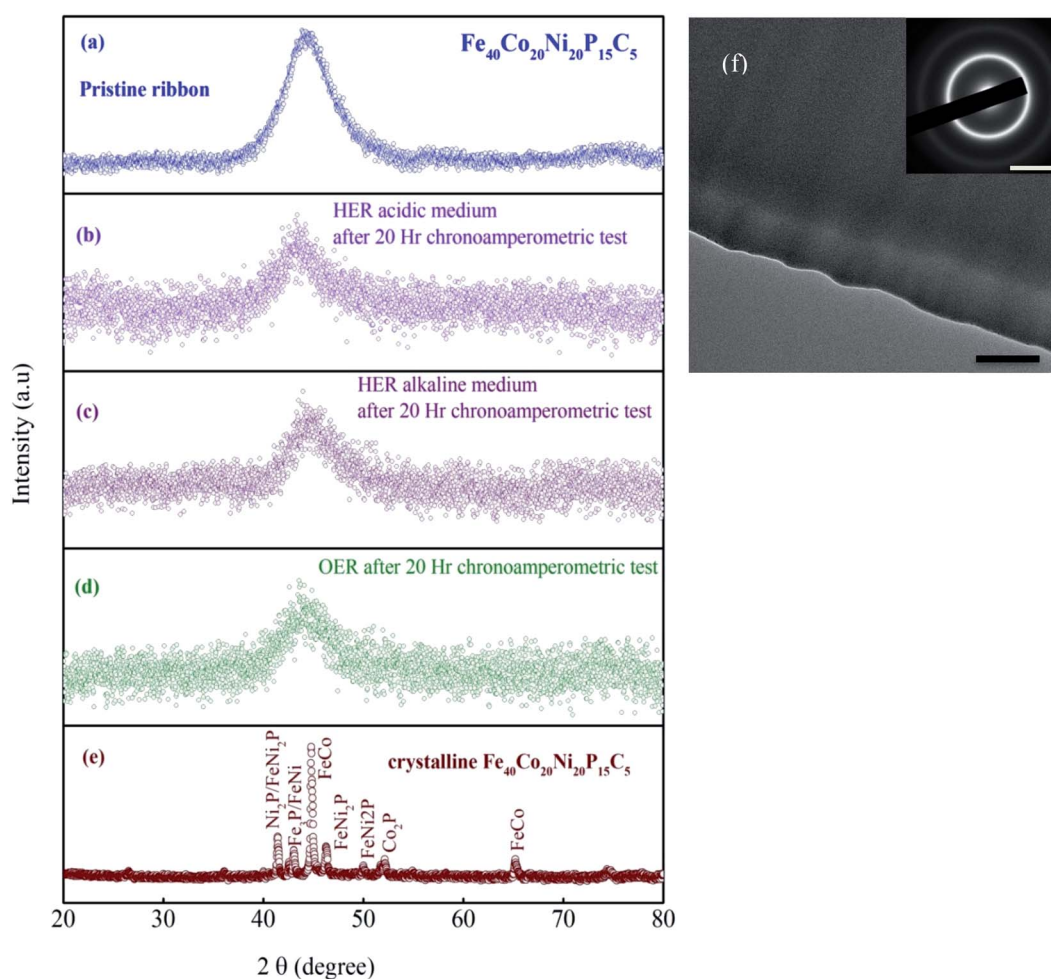 (a)
Fe₄₀Co₂₀Ni₂₀P₁₅C₅
Pristine ribbon
(b)
HER acidic medium
after 20 Hr chronoamperometric test
(c)
HER alkaline medium
after 20 Hr chronoamperometric test
(d)
OER after 20 Hr chronoamperometric test
(e)
crystalline Fe₄₀Co₂₀Ni₂₀P₁₅C₅
Ni₂P/FeNi₂P
Fe₃P/FeNi
FeCo
FeNi₂P
FeNi2P
Co₂P
FeCo
Intensity (a.u)
20
30
40
50
60
70
80
2 θ (degree)
(f)